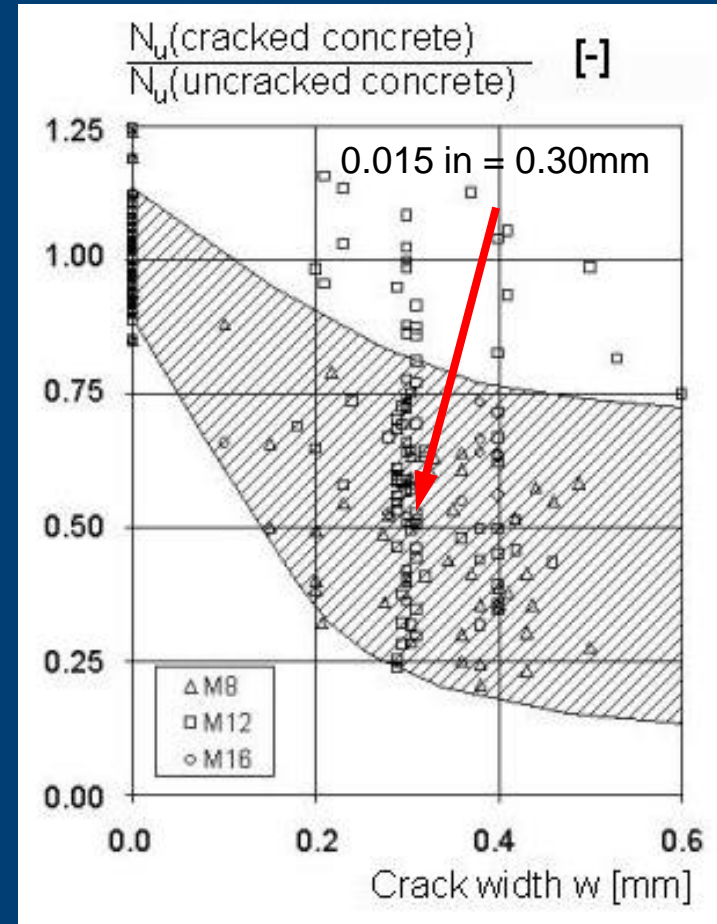 Nu(cracked concrete)
Nu(uncracked concrete)
[-]
1.25
0.015 in = 0.30mm
1.00
0.75
0.50
0.25
M8
M12
M16
0.00
0.0 0.2 0.4 0.6
Crack width w [mm]